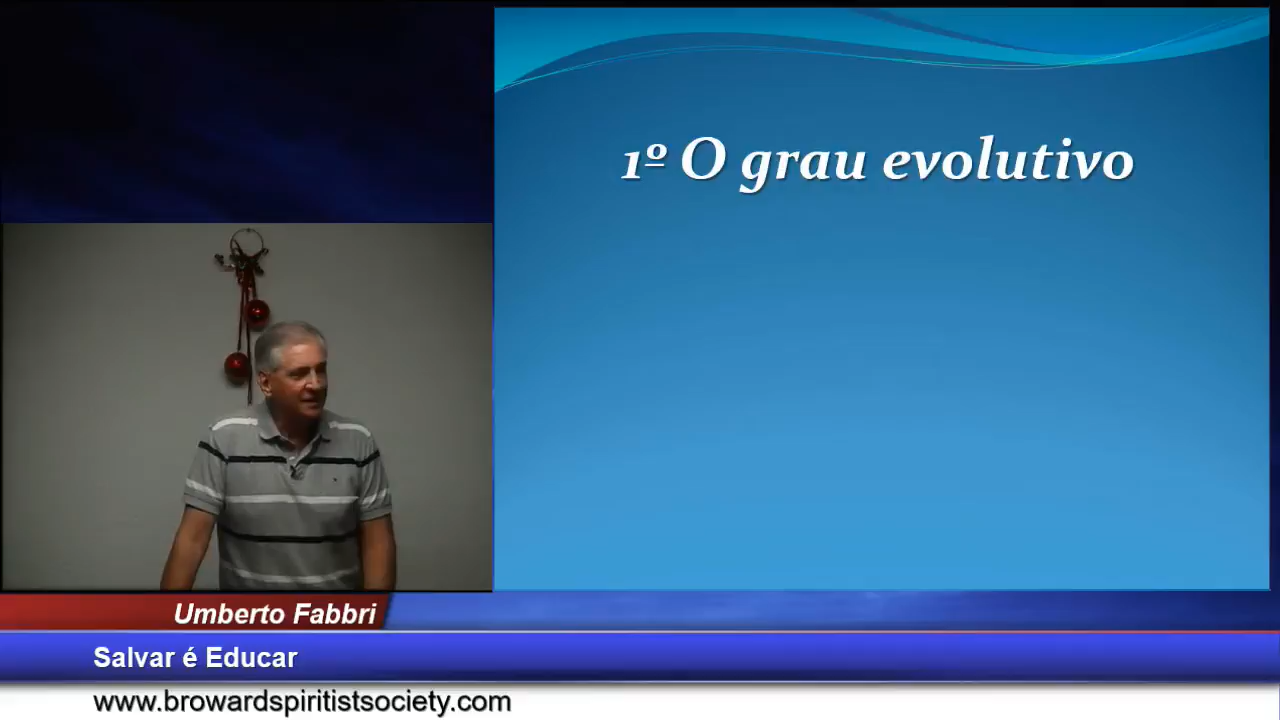 1º O grau evolutivo
Umberto Fabbri
Salvar é Educar
www.browardspiritistsociety.com